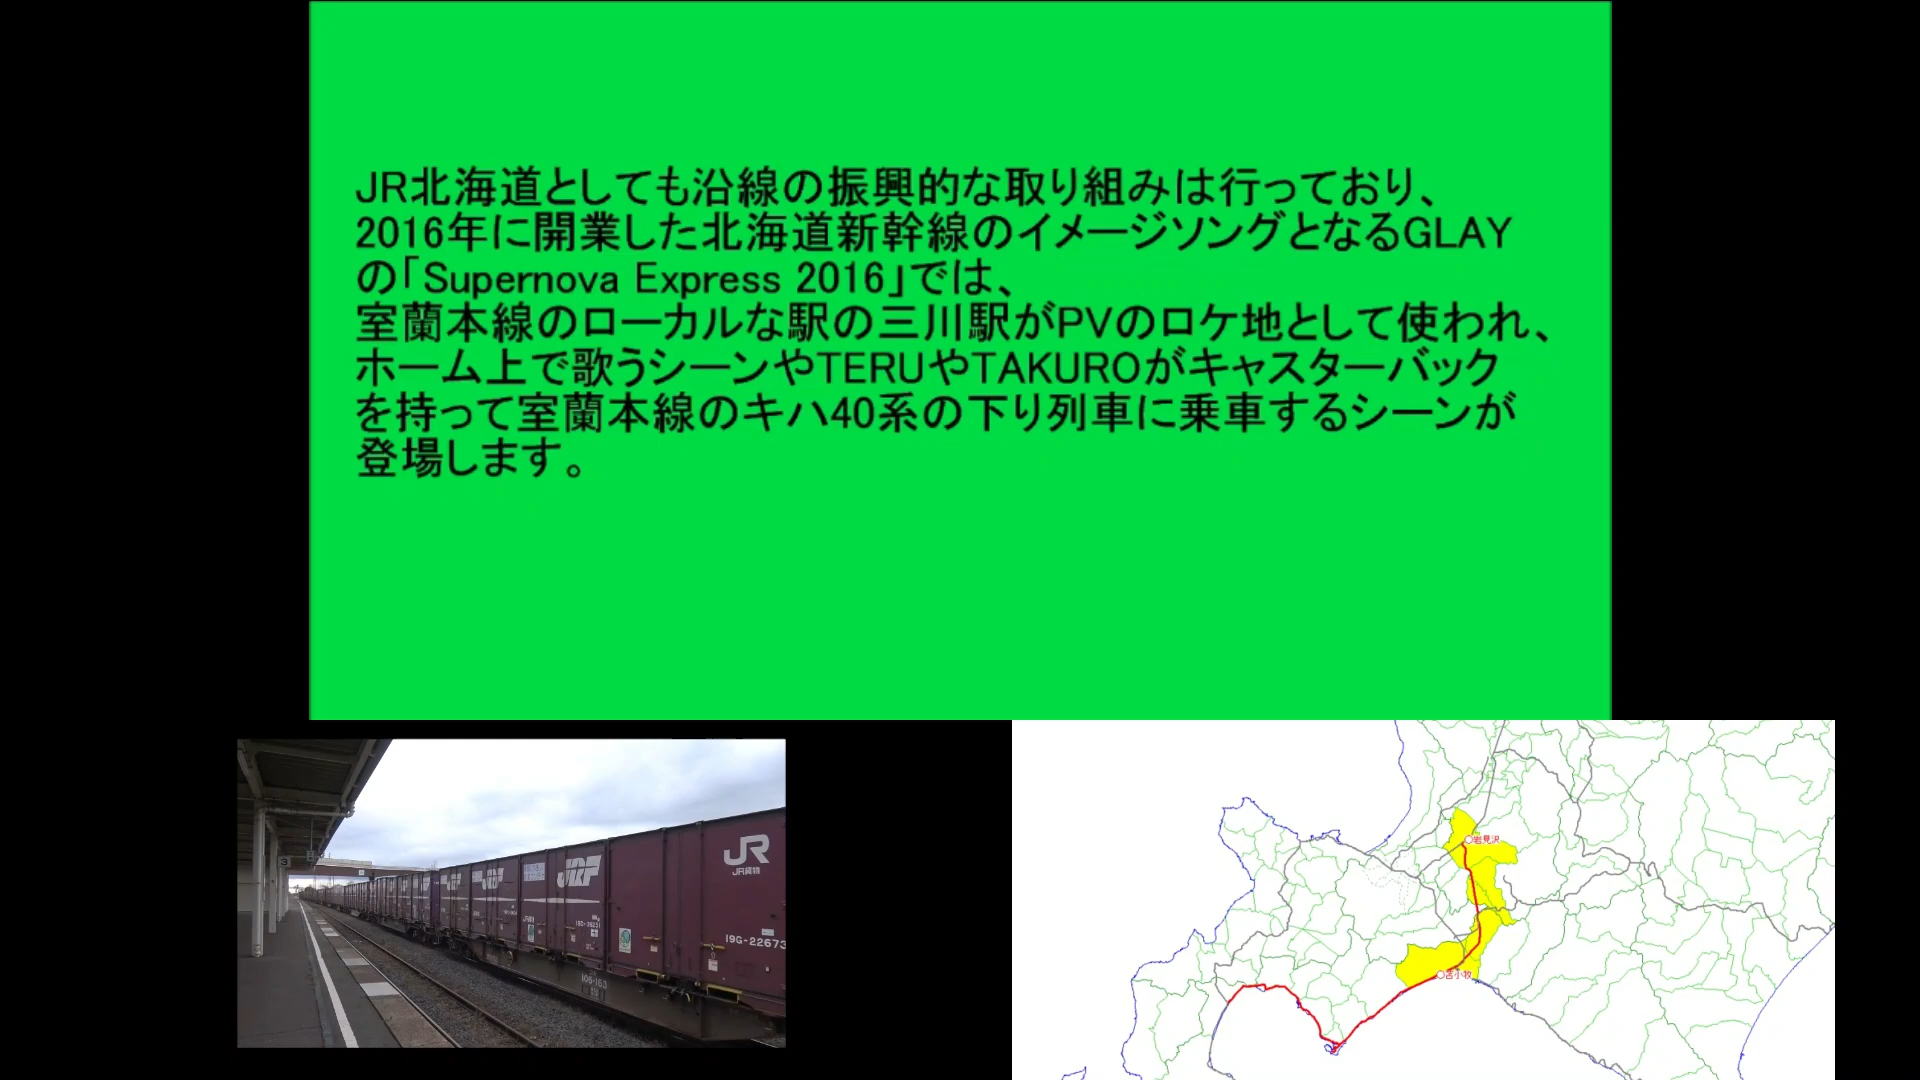 JR北海道としても沿線の振興的な取り組みは行っており、
2016年に開業した北海道新幹線のイメージソングとなるGLAY
の「Supernova Express 2016」では、
室蘭本線のローカルな駅の三川駅がPVのロケ地として使われ、
ホーム上で歌うシーンやTERUやTAKUROがキャスターバック
を持って室蘭本線のキハ40系の下り列車に乗車するシーンが
登場します。
3
JRF
JRF
JR
JR貨物
19G-22673
106-163
岩見沢
苫小牧